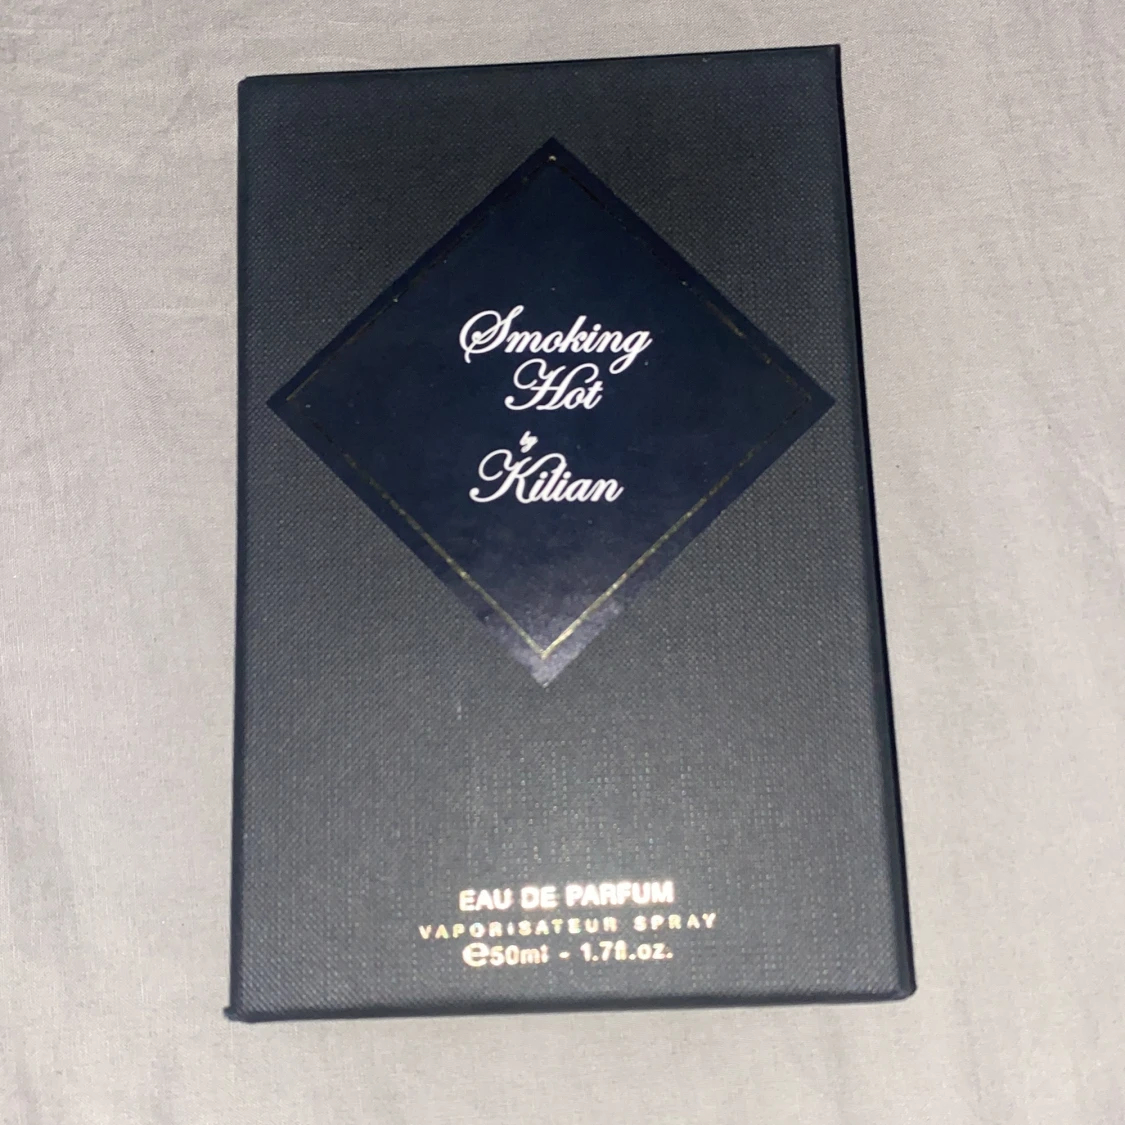 Smoking
Hot
by
Kilian
EAU DE PARFUM
VAPORISATEUR SPRAY
℮50ml - 1.7fl.oz.